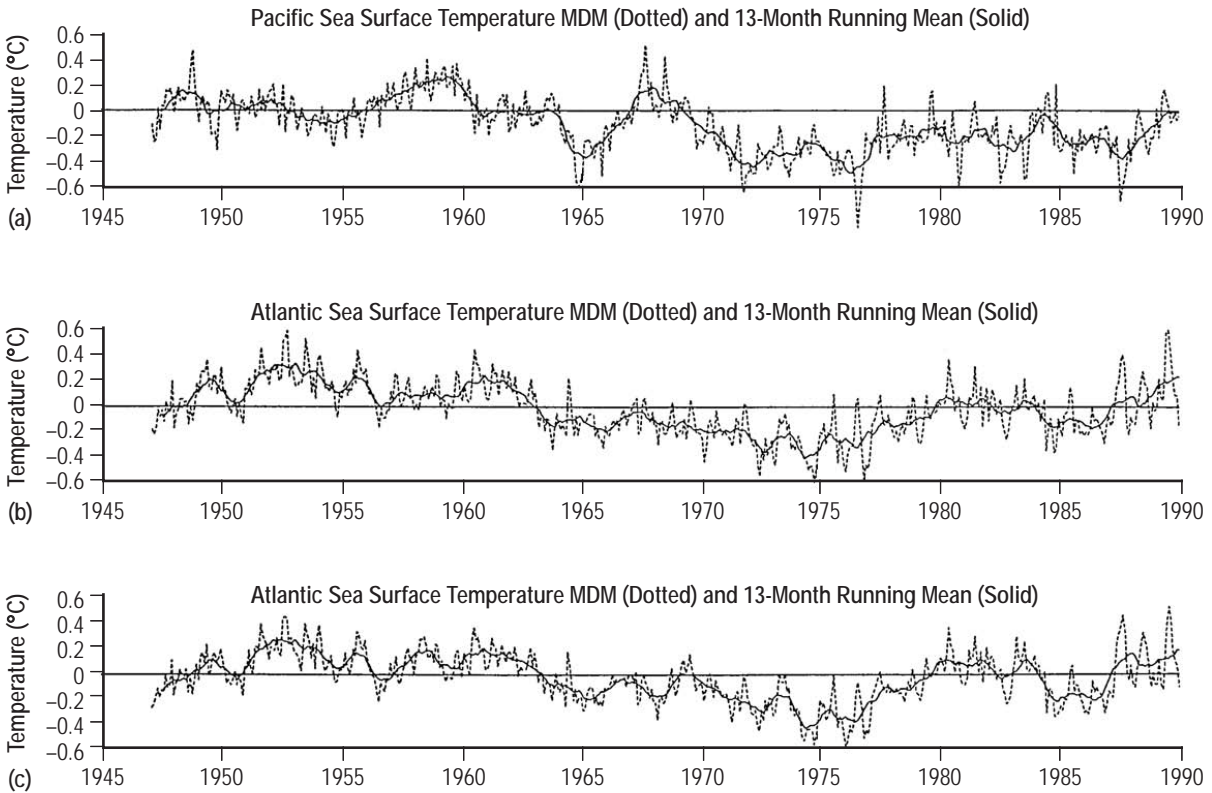 Pacific Sea Surface Temperature MDM (Dotted) and 13-Month Running Mean (Solid)
Temperature (°C)
0.6
0.4
0.2
0
–0.2
–0.4
–0.6
(a)
1945 1950 1955 1960 1965 1970 1975 1980 1985 1990
Atlantic Sea Surface Temperature MDM (Dotted) and 13-Month Running Mean (Solid)
Temperature (°C)
0.6
0.4
0.2
0
–0.2
–0.4
–0.6
(b)
1945 1950 1955 1960 1965 1970 1975 1980 1985 1990
Atlantic Sea Surface Temperature MDM (Dotted) and 13-Month Running Mean (Solid)
Temperature (°C)
0.6
0.4
0.2
0
–0.2
–0.4
–0.6
(c)
1945 1950 1955 1960 1965 1970 1975 1980 1985 1990